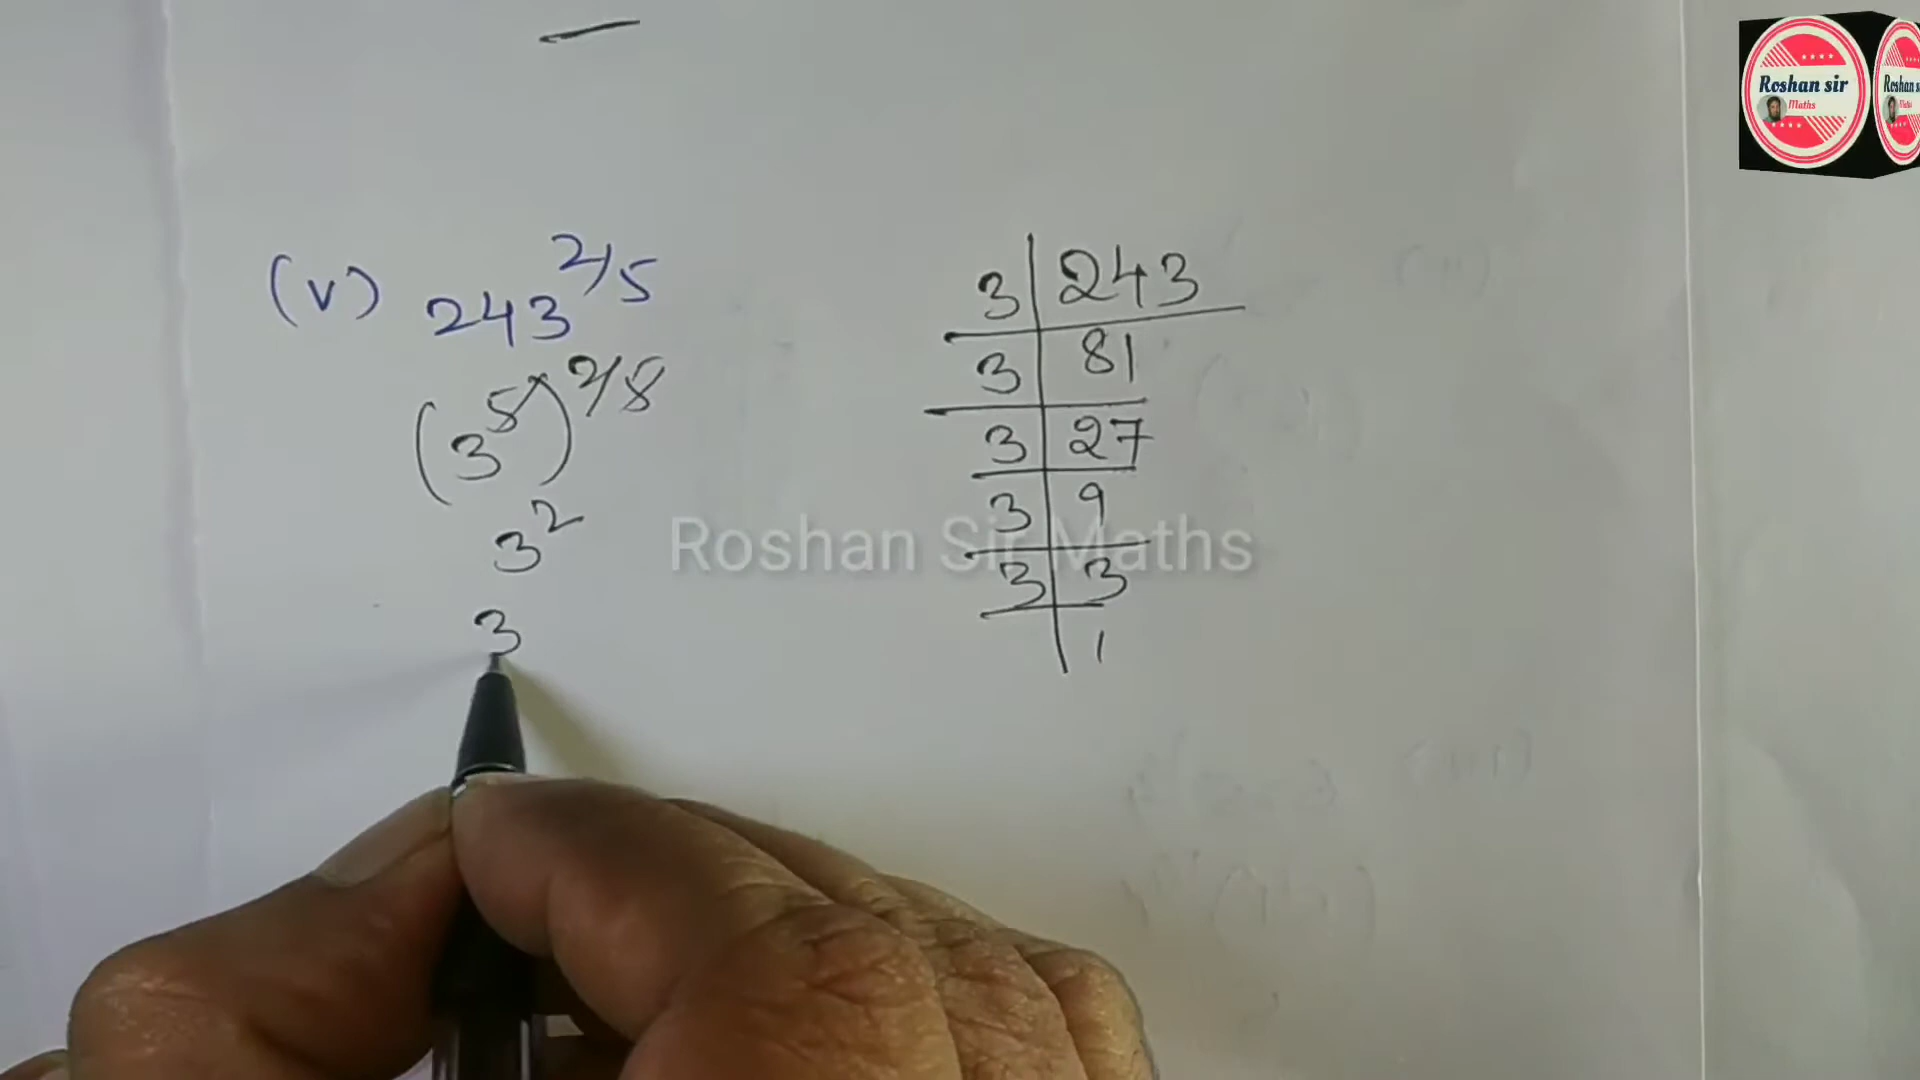 Roshan sir
Maths
Roshan s
(v) 243^2/5
(3^5)^2/5
3^2
3
3 | 243
3 | 81
3 | 27
3 | 9
3 | 3
1
Roshan Sir Maths